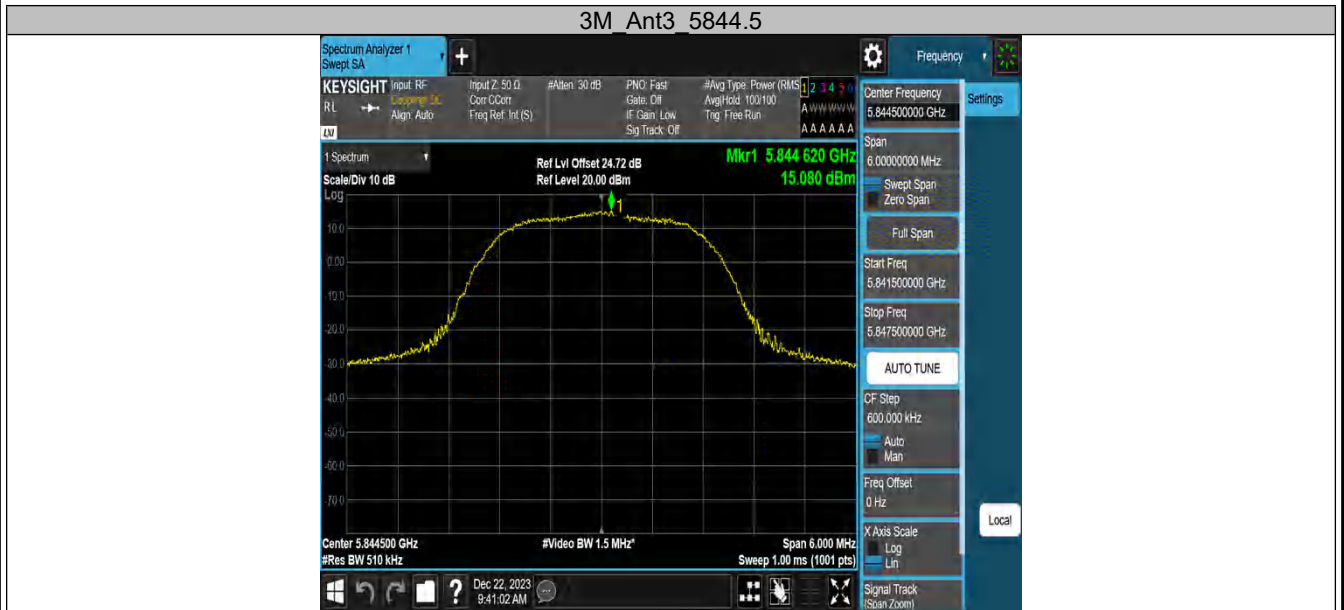 3M_Ant3_5844.5
Spectrum Analyzer 1
Swept SA
+
Frequency
KEYSIGHT
Input: RF
Coupling: DC
Align: Auto
Input Z: 50 Ω
Corr CCorr
Freq Ref: Int (S)
#Atten: 30 dB
PNO: Fast
Gate: Off
IF Gain: Low
Sig Track: Off
#Avg Type: Power (RMS
Avg|Hold: 100/100
Trig: Free Run
1 2 3 4 5 6
A W W W W W
A A A A A A
RL
LXI
Center Frequency
5.844500000 GHz
Settings
Span
6.00000000 MHz
Swept Span
Zero Span
Full Span
Start Freq
5.841500000 GHz
Stop Freq
5.847500000 GHz
AUTO TUNE
CF Step
600.000 kHz
Auto
Man
Freq Offset
0 Hz
X Axis Scale
Log
Lin
Signal Track
(Span Zoom)
Local
1 Spectrum
Scale/Div 10 dB
Log
Ref Lvl Offset 24.72 dB
Ref Level 20.00 dBm
Mkr1 5.844 620 GHz
15.080 dBm
1
10.0
0.00
-10.0
-20.0
-30.0
-40.0
-50.0
-60.0
-70.0
Center 5.844500 GHz
#Res BW 510 kHz
#Video BW 1.5 MHz*
Span 6.000 MHz
Sweep 1.00 ms (1001 pts)
?
Dec 22, 2023
9:41:02 AM